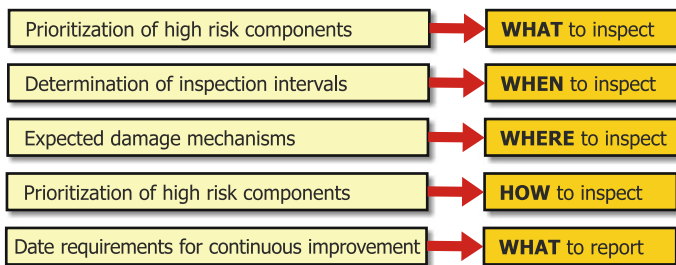 Prioritization of high risk components WHAT to inspect
Determination of inspection intervals WHEN to inspect
Expected damage mechanisms WHERE to inspect
Prioritization of high risk components HOW to inspect
Date requirements for continuous improvement WHAT to report